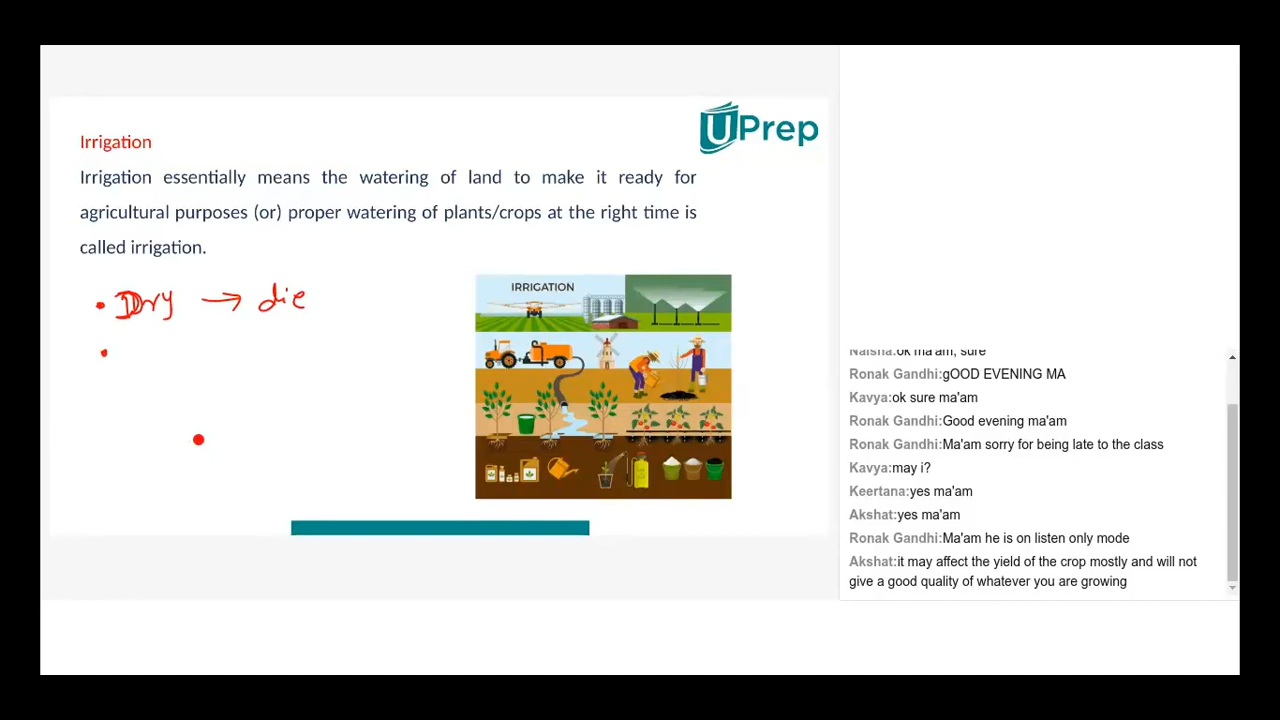 UPrep
Irrigation
Irrigation essentially means the watering of land to make it ready for
agricultural purposes (or) proper watering of plants/crops at the right time is
called irrigation.
• Dry → die
•
IRRIGATION
Naisha:ok ma'am, sure
Ronak Gandhi:gOOD EVENING MA
Kavya:ok sure ma'am
Ronak Gandhi:Good evening ma'am
Ronak Gandhi:Ma'am sorry for being late to the class
Kavya:may i?
Keertana:yes ma'am
Akshat:yes ma'am
Ronak Gandhi:Ma'am he is on listen only mode
Akshat:it may affect the yield of the crop mostly and will not
give a good quality of whatever you are growing